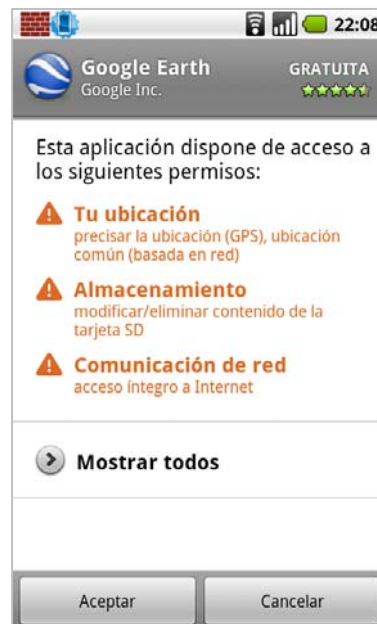 22:08
Google Earth
GRATUITA
Google Inc.
Esta aplicación dispone de acceso a
los siguientes permisos:
Tu ubicación
precisar la ubicación (GPS), ubicación
común (basada en red)
Almacenamiento
modificar/eliminar contenido de la
tarjeta SD
Comunicación de red
acceso íntegro a Internet
Mostrar todos
Aceptar
Cancelar